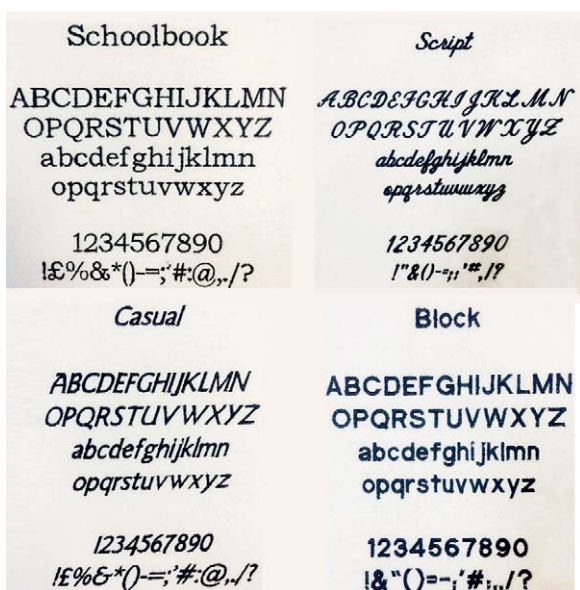 Schoolbook
ABCDEFGHIJKLMN
OPQRSTUVWXYZ
abcdefghijklmn
opqrstuvwxyz
1234567890
!£%&*()-=;'#:@,./?
Script
ABCDEFGHIJKLMN
OPQRSTUVWXYZ
abcdefghijklmn
opqrstuvwxyz
1234567890
!"&()-=;:'#,/?
Casual
ABCDEFGHIJKLMN
OPQRSTUVWXYZ
abcdefghijklmn
opqrstuvwxyz
1234567890
!£%&*()-=;'#:@,./?
Block
ABCDEFGHIJKLMN
OPQRSTUVWXYZ
abcdefghijklmn
opqrstuvwxyz
1234567890
!&"()=-;'#:,./?